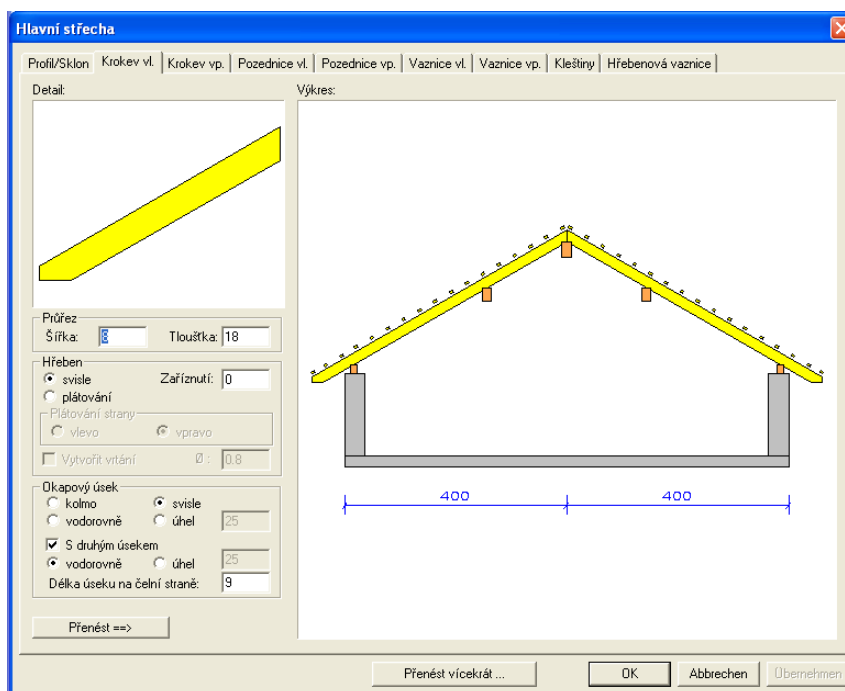 Hlavní střecha
Profil/Sklon Krokev vl. Krokev vp. Pozednice vl. Pozednice vp. Vaznice vl. Vaznice vp. Kleštiny Hřebenová vaznice
Detail:
Výkres:
Průřez
Šířka: 8 Tloušťka: 18
Hřeben
svisle Zaříznutí: 0
plátování
Plátování strany
vlevo vpravo
Vytvořit vrtání Ø : 0.8
Okapový úsek
kolmo svisle
vodorovně úhel 25
S druhým úsekem
vodorovně úhel 25
Délka úseku na čelní straně: 9
Přenést ==>
400 400
Přenést vícekrát ... OK Abbrechen Übernehmen